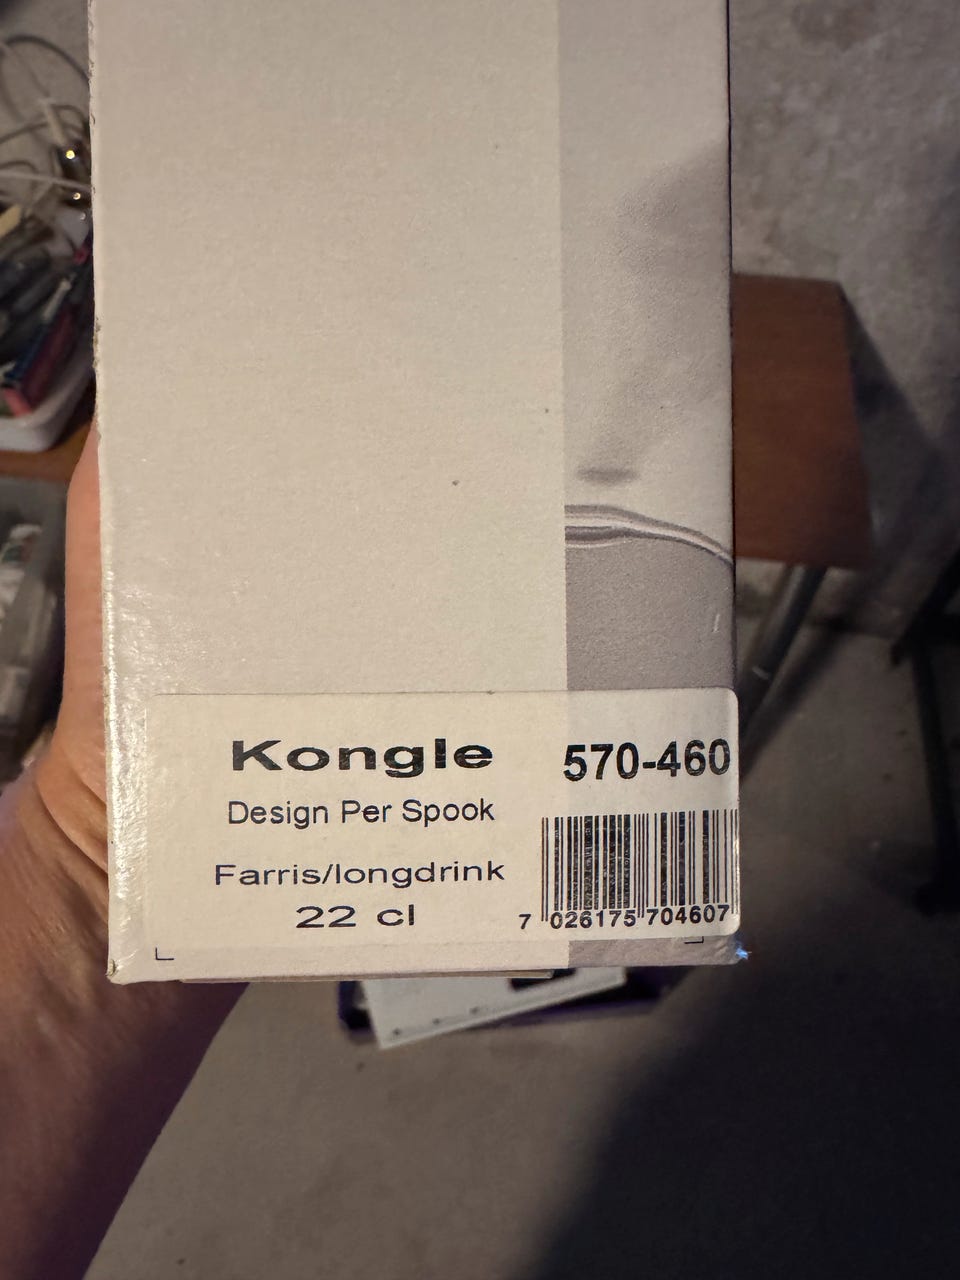 Kongle 570-460
Design Per Spook
Farris/longdrink
22 cl
7 026175 704607